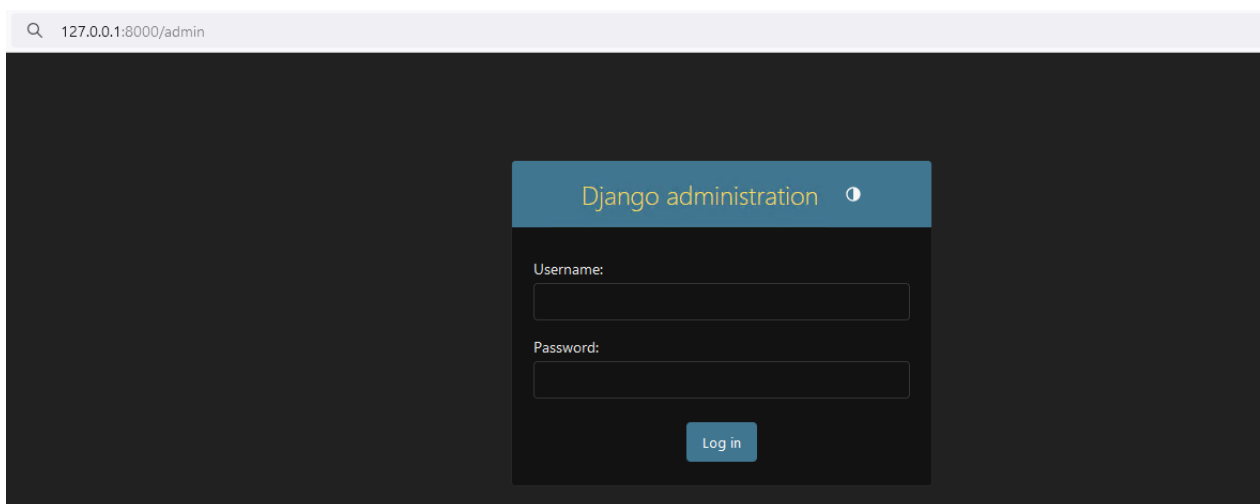 127.0.0.1:8000/admin
Django administration
Username:
Password:
Log in